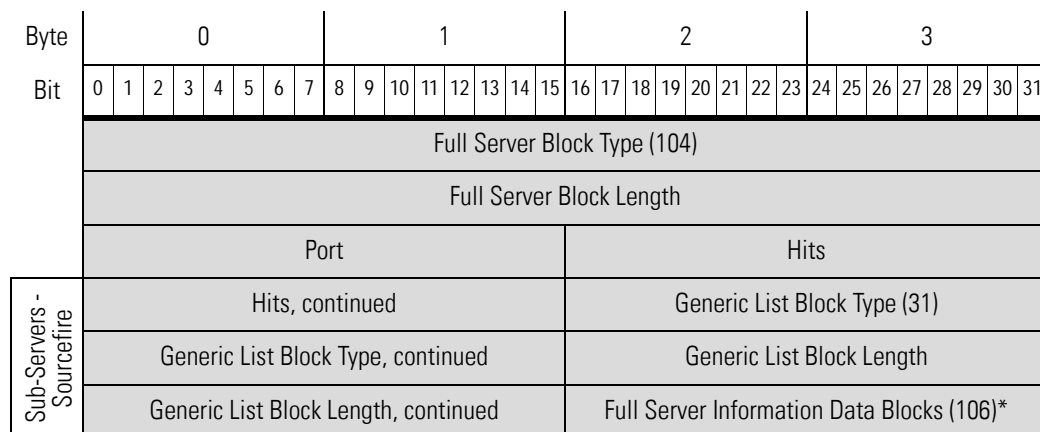 Byte 0 1 2 3
Bit 0 1 2 3 4 5 6 7 8 9 10 11 12 13 14 15 16 17 18 19 20 21 22 23 24 25 26 27 28 29 30 31
Full Server Block Type (104)
Full Server Block Length
Port Hits
Sub-Servers -
Sourcefire
Hits, continued Generic List Block Type (31)
Generic List Block Type, continued Generic List Block Length
Generic List Block Length, continued Full Server Information Data Blocks (106)*